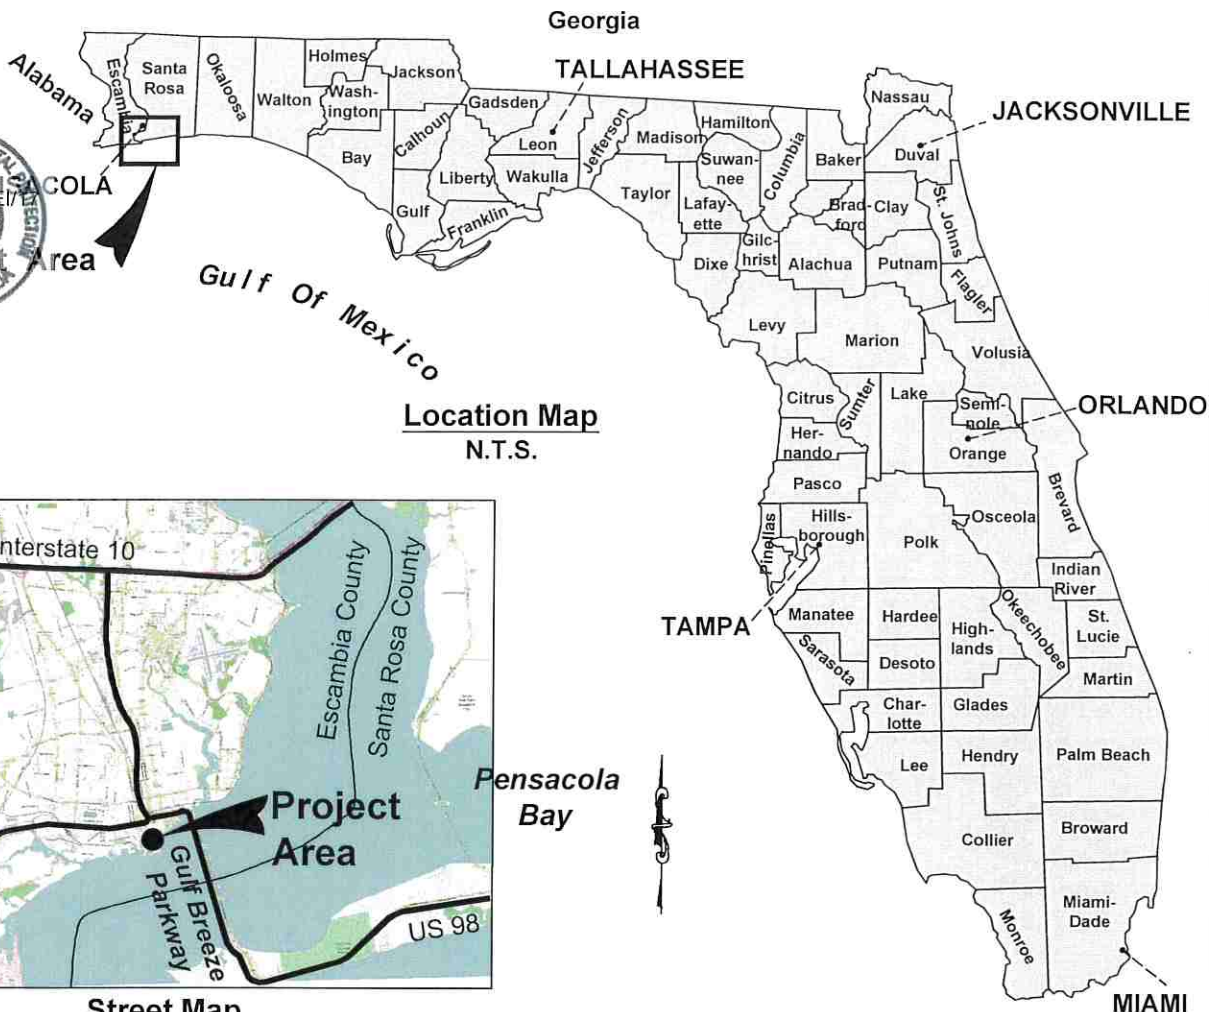 Georgia
Alabama
Escambia
Santa
Rosa
Okaloosa
Walton
Holmes
Wash-
ington
Jackson
Bay
Calhoun
Gulf
Gadsden
Liberty
Franklin
Leon
Wakulla
TALLAHASSEE
Jefferson
Madison
Taylor
Hamilton
Suwan-
nee
Lafay-
ette
Dixe
Columbia
Gilc-
hrist
Baker
Brad-
ford
Alachua
Nassau
Duval
JACKSONVILLE
Clay
St. Johns
Putnam
Flagler
SACOLA
Area
Gulf Of Mexico
Levy
Marion
Volusia
Citrus
Sumter
Lake
Semi-
nole
Orange
ORLANDO
Her-
nando
Pasco
Location Map
N.T.S.
Pinellas
Hills-
borough
Polk
Osceola
Brevard
Indian
River
TAMPA
Manatee
Hardee
High-
lands
Okeechobee
St.
Lucie
Sarasota
Desoto
Martin
Char-
lotte
Glades
Lee
Hendry
Palm Beach
Collier
Broward
Monroe
Miami-
Dade
MIAMI
nterstate 10
Escambia County
Santa Rosa County
Pensacola
Bay
Project
Area
Gulf Breeze
Parkway
US 98
Street Map